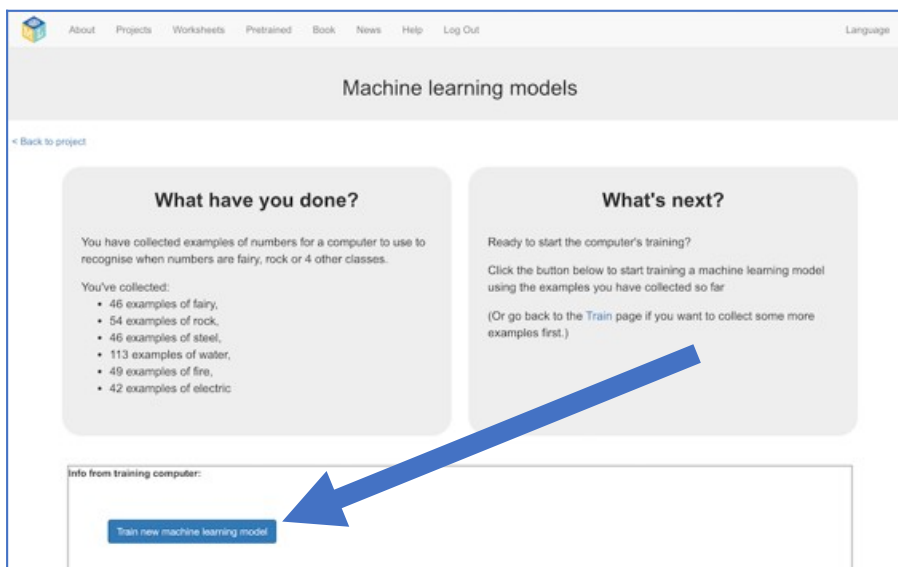 About Projects Worksheets Pretrained Book News Help Log Out Language
Machine learning models
< Back to project
What have you done?
You have collected examples of numbers for a computer to use to
recognise when numbers are fairy, rock or 4 other classes.
You've collected:
• 46 examples of fairy,
• 54 examples of rock,
• 46 examples of steel,
• 113 examples of water,
• 49 examples of fire,
• 42 examples of electric
What's next?
Ready to start the computer's training?
Click the button below to start training a machine learning model
using the examples you have collected so far
(Or go back to the Train page if you want to collect some more
examples first.)
Info from training computer:
Train new machine learning model